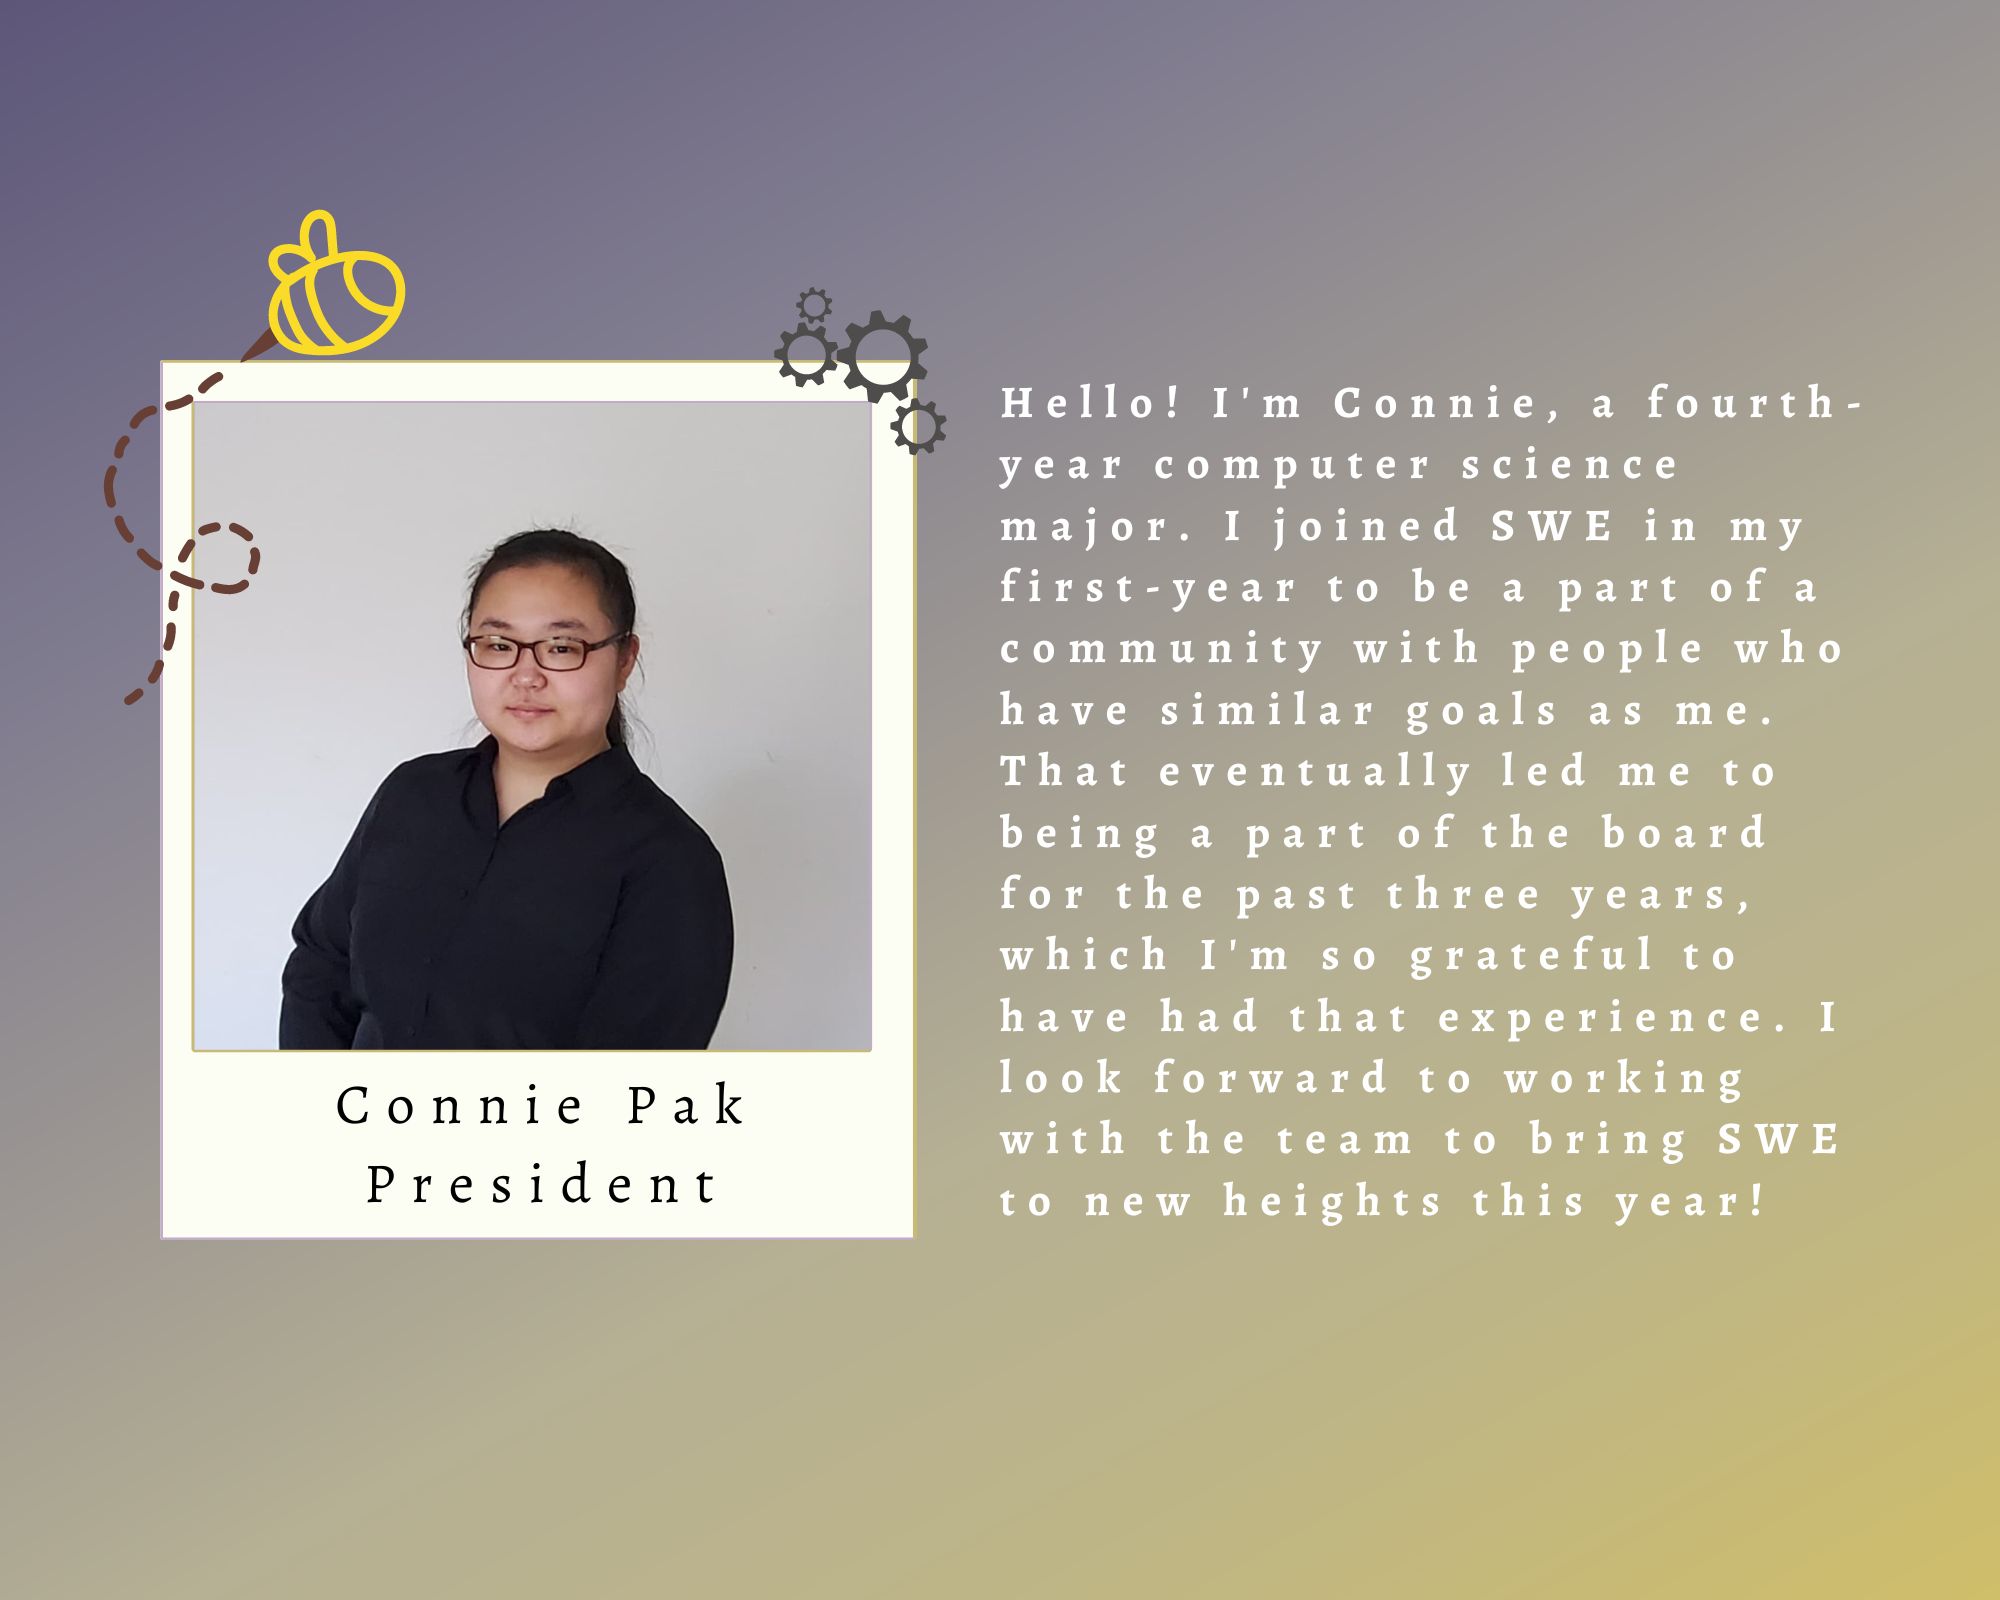 Connie Pak
President
Hello! I'm Connie, a fourth-
year computer science
major. I joined SWE in my
first-year to be a part of a
community with people who
have similar goals as me.
That eventually led me to
being a part of the board
for the past three years,
which I'm so grateful to
have had that experience. I
look forward to working
with the team to bring SWE
to new heights this year!